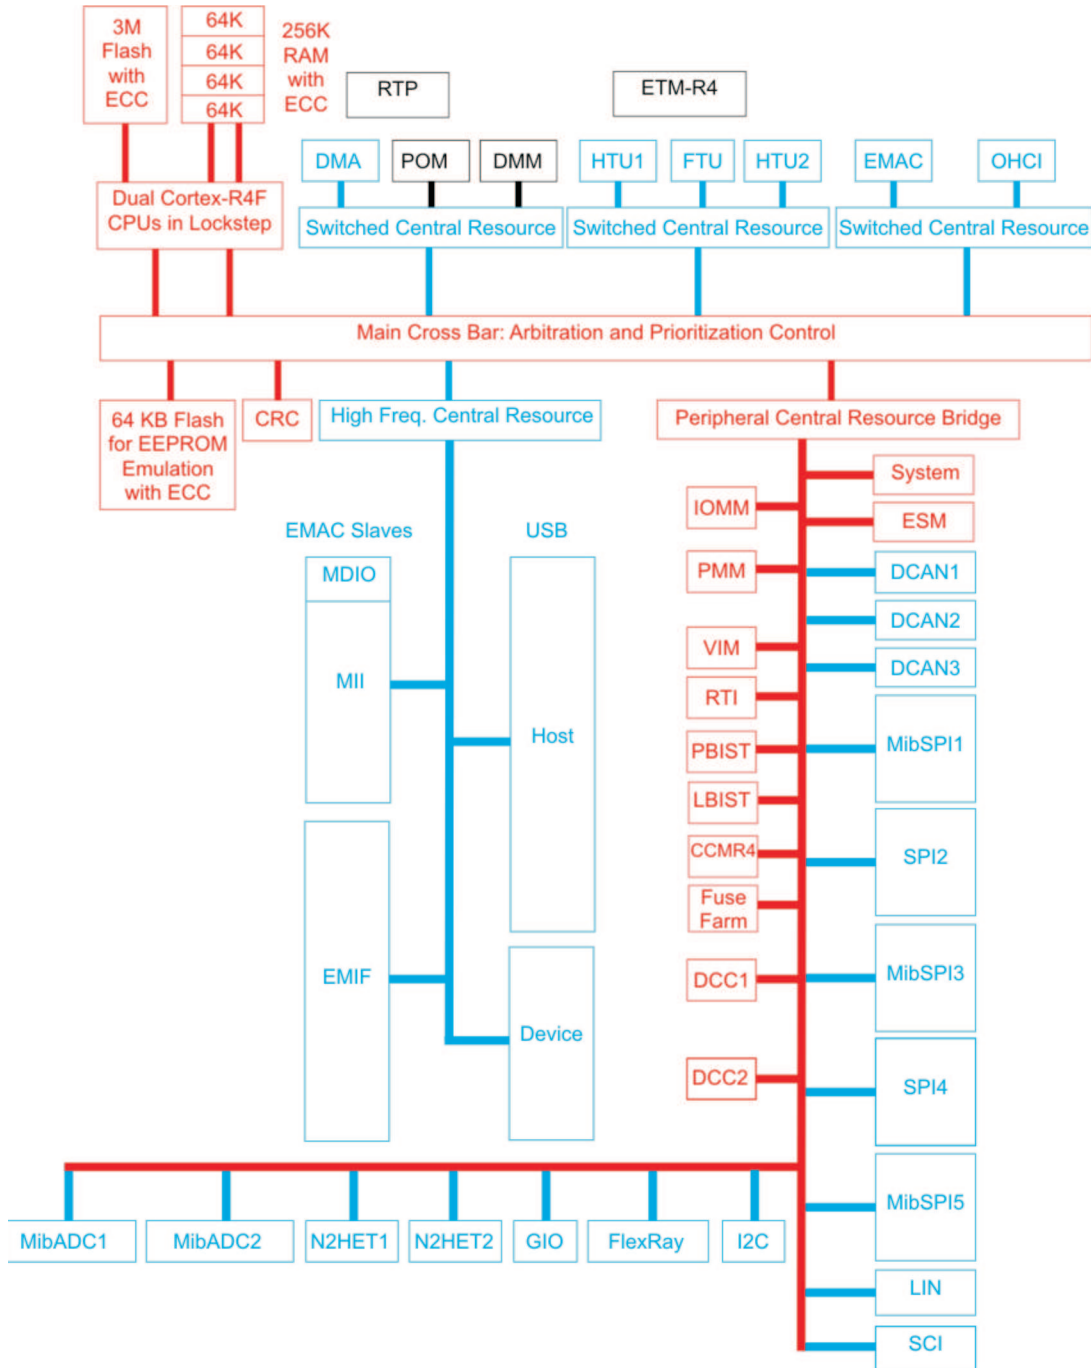 3M
Flash
with
ECC
64K
64K
64K
64K
256K
RAM
with
ECC
RTP
ETM-R4
DMA
POM
DMM
HTU1
FTU
HTU2
EMAC
OHCI
Dual Cortex-R4F
CPUs in Lockstep
Switched Central Resource
Switched Central Resource
Switched Central Resource
Main Cross Bar: Arbitration and Prioritization Control
64 KB Flash
for EEPROM
Emulation
with ECC
CRC
High Freq. Central Resource
Peripheral Central Resource Bridge
EMAC Slaves
USB
MDIO
MII
Host
EMIF
Device
IOMM
PMM
VIM
RTI
PBIST
LBIST
CCMR4
Fuse
Farm
DCC1
DCC2
System
ESM
DCAN1
DCAN2
DCAN3
MibSPI1
SPI2
MibSPI3
SPI4
MibSPI5
LIN
SCI
MibADC1
MibADC2
N2HET1
N2HET2
GIO
FlexRay
I2C